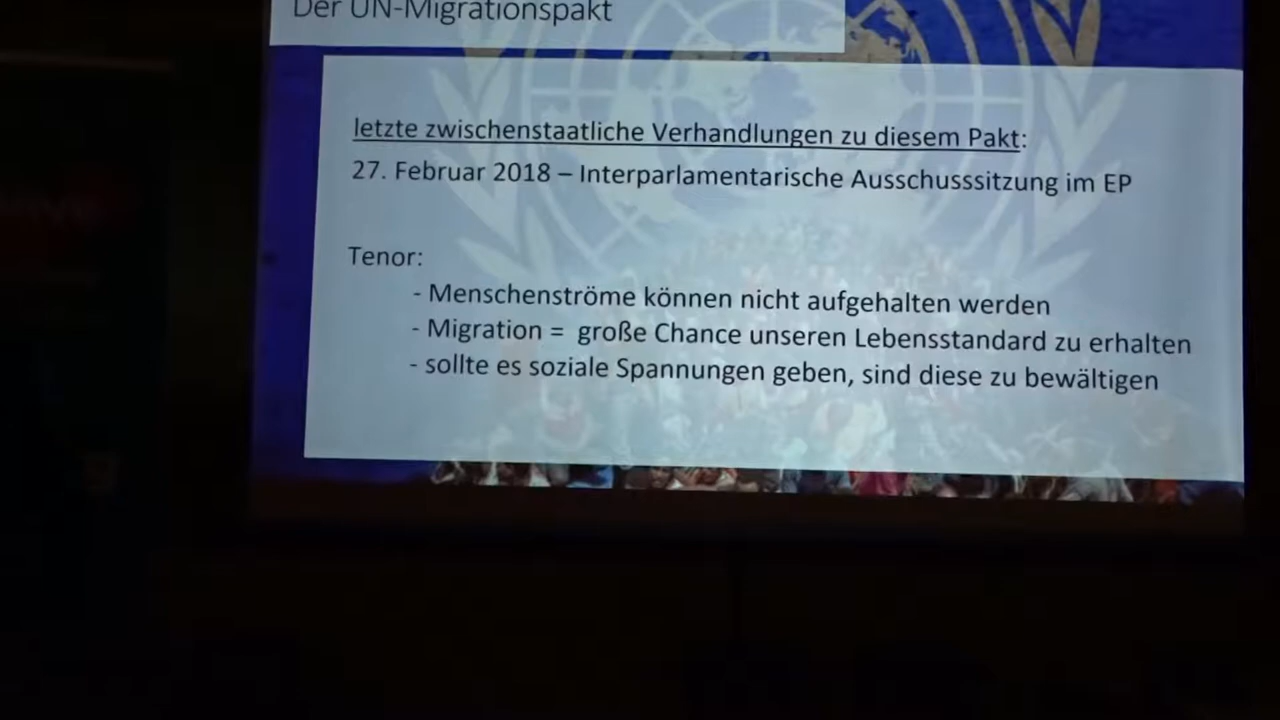 Der UN-Migrationspakt
letzte zwischenstaatliche Verhandlungen zu diesem Pakt:
27. Februar 2018 – Interparlamentarische Ausschusssitzung im EP
Tenor:
- Menschenströme können nicht aufgehalten werden
- Migration = große Chance unseren Lebensstandard zu erhalten
- sollte es soziale Spannungen geben, sind diese zu bewältigen